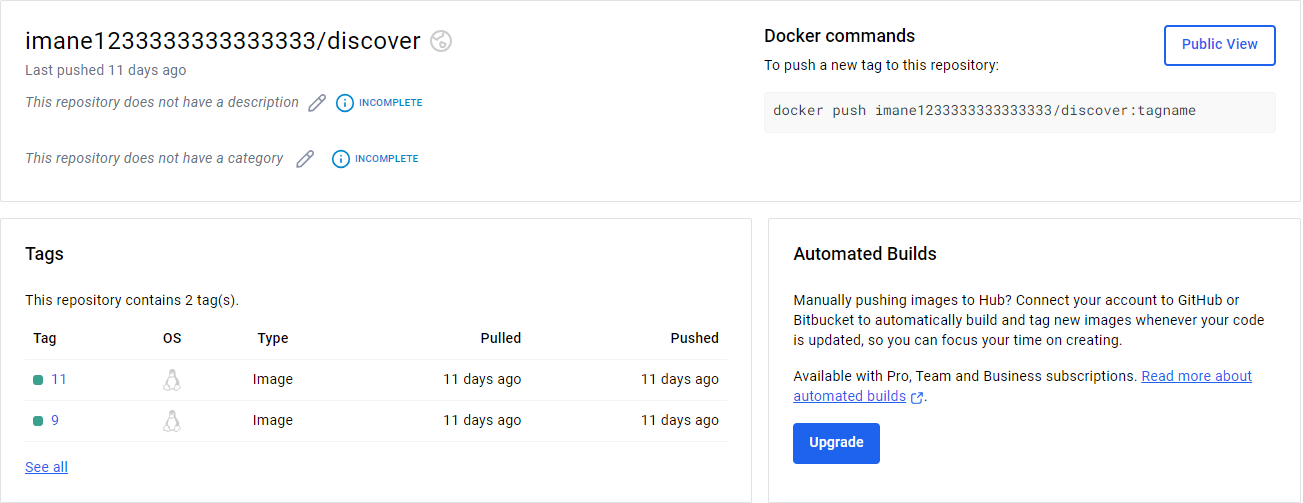 imane1233333333333333/discover
Last pushed 11 days ago
This repository does not have a description INCOMPLETE
This repository does not have a category INCOMPLETE
Docker commands
Public View
To push a new tag to this repository:
docker push imane1233333333333333/discover:tagname
Tags
This repository contains 2 tag(s).
Tag OS Type Pulled Pushed
11 Image 11 days ago 11 days ago
9 Image 11 days ago 11 days ago
See all
Automated Builds
Manually pushing images to Hub? Connect your account to GitHub or
Bitbucket to automatically build and tag new images whenever your code
is updated, so you can focus your time on creating.
Available with Pro, Team and Business subscriptions. Read more about
automated builds .
Upgrade